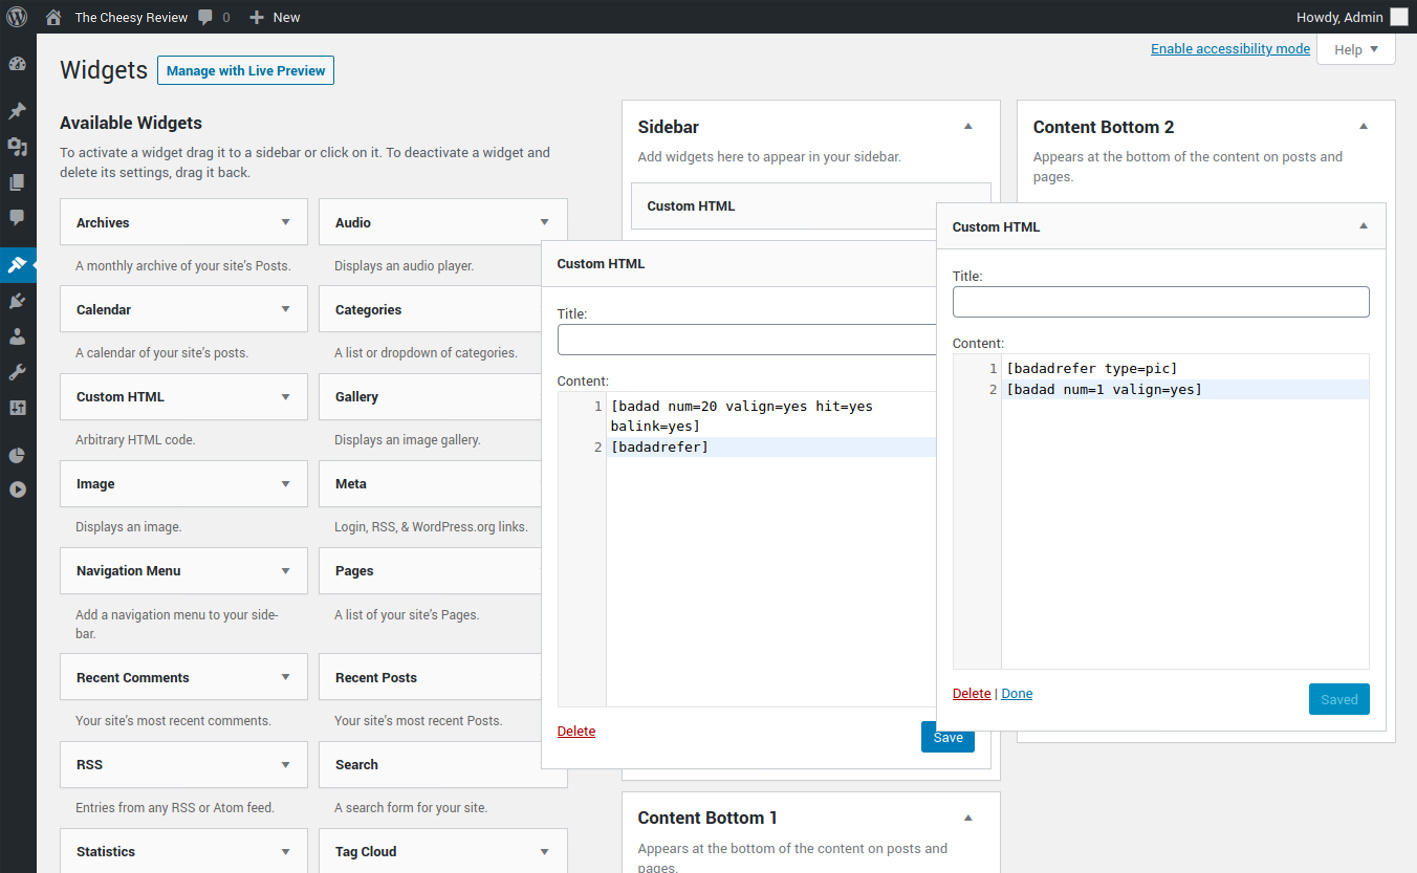 The Cheesy Review 0 New
Howdy, Admin
Enable accessibility mode
Help
Widgets
Manage with Live Preview
Available Widgets
To activate a widget drag it to a sidebar or click on it. To deactivate a widget and
delete its settings, drag it back.
Archives
A monthly archive of your site's Posts.
Audio
Displays an audio player.
Calendar
A calendar of your site's posts.
Categories
A list or dropdown of categories.
Custom HTML
Arbitrary HTML code.
Gallery
Displays an image gallery.
Image
Displays an image.
Meta
Login, RSS, & WordPress.org links.
Navigation Menu
Add a navigation menu to your side-
bar.
Pages
A list of your site's Pages.
Recent Comments
Your site's most recent comments.
Recent Posts
Your site's most recent Posts.
RSS
Entries from any RSS or Atom feed.
Search
A search form for your site.
Statistics
Tag Cloud
Sidebar
Add widgets here to appear in your sidebar.
Custom HTML
Custom HTML
Title:
Content:
1 [badad num=20 valign=yes hit=yes
balink=yes]
2 [badadrefer]
Delete
Save
Content Bottom 1
Appears at the bottom of the content on posts and
pages.
Content Bottom 2
Appears at the bottom of the content on posts and
pages.
Custom HTML
Title:
Content:
1 [badadrefer type=pic]
2 [badad num=1 valign=yes]
Delete | Done
Saved